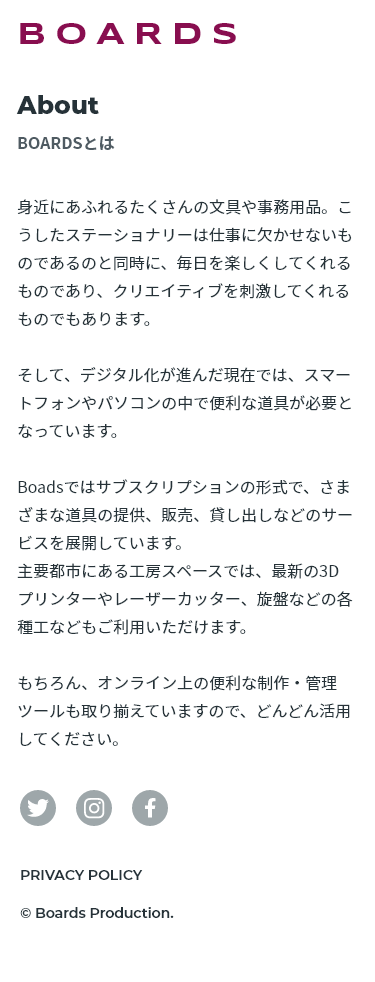 BOARDS
About
BOARDSとは
身近にあふれるたくさんの文具や事務用品。こ
うしたステーショナリーは仕事に欠かせないも
のであるのと同時に、毎日を楽しくしてくれる
ものであり、クリエイティブを刺激してくれる
ものでもあります。
そして、デジタル化が進んだ現在では、スマー
トフォンやパソコンの中で便利な道具が必要と
なっています。
Boadsではサブスクリプションの形式で、さま
ざまな道具の提供、販売、貸し出しなどのサー
ビスを展開しています。
主要都市にある工房スペースでは、最新の3D
プリンターやレーザーカッター、旋盤などの各
種工などもご利用いただけます。
もちろん、オンライン上の便利な制作・管理
ツールも取り揃えていますので、どんどん活用
してください。
PRIVACY POLICY
© Boards Production.